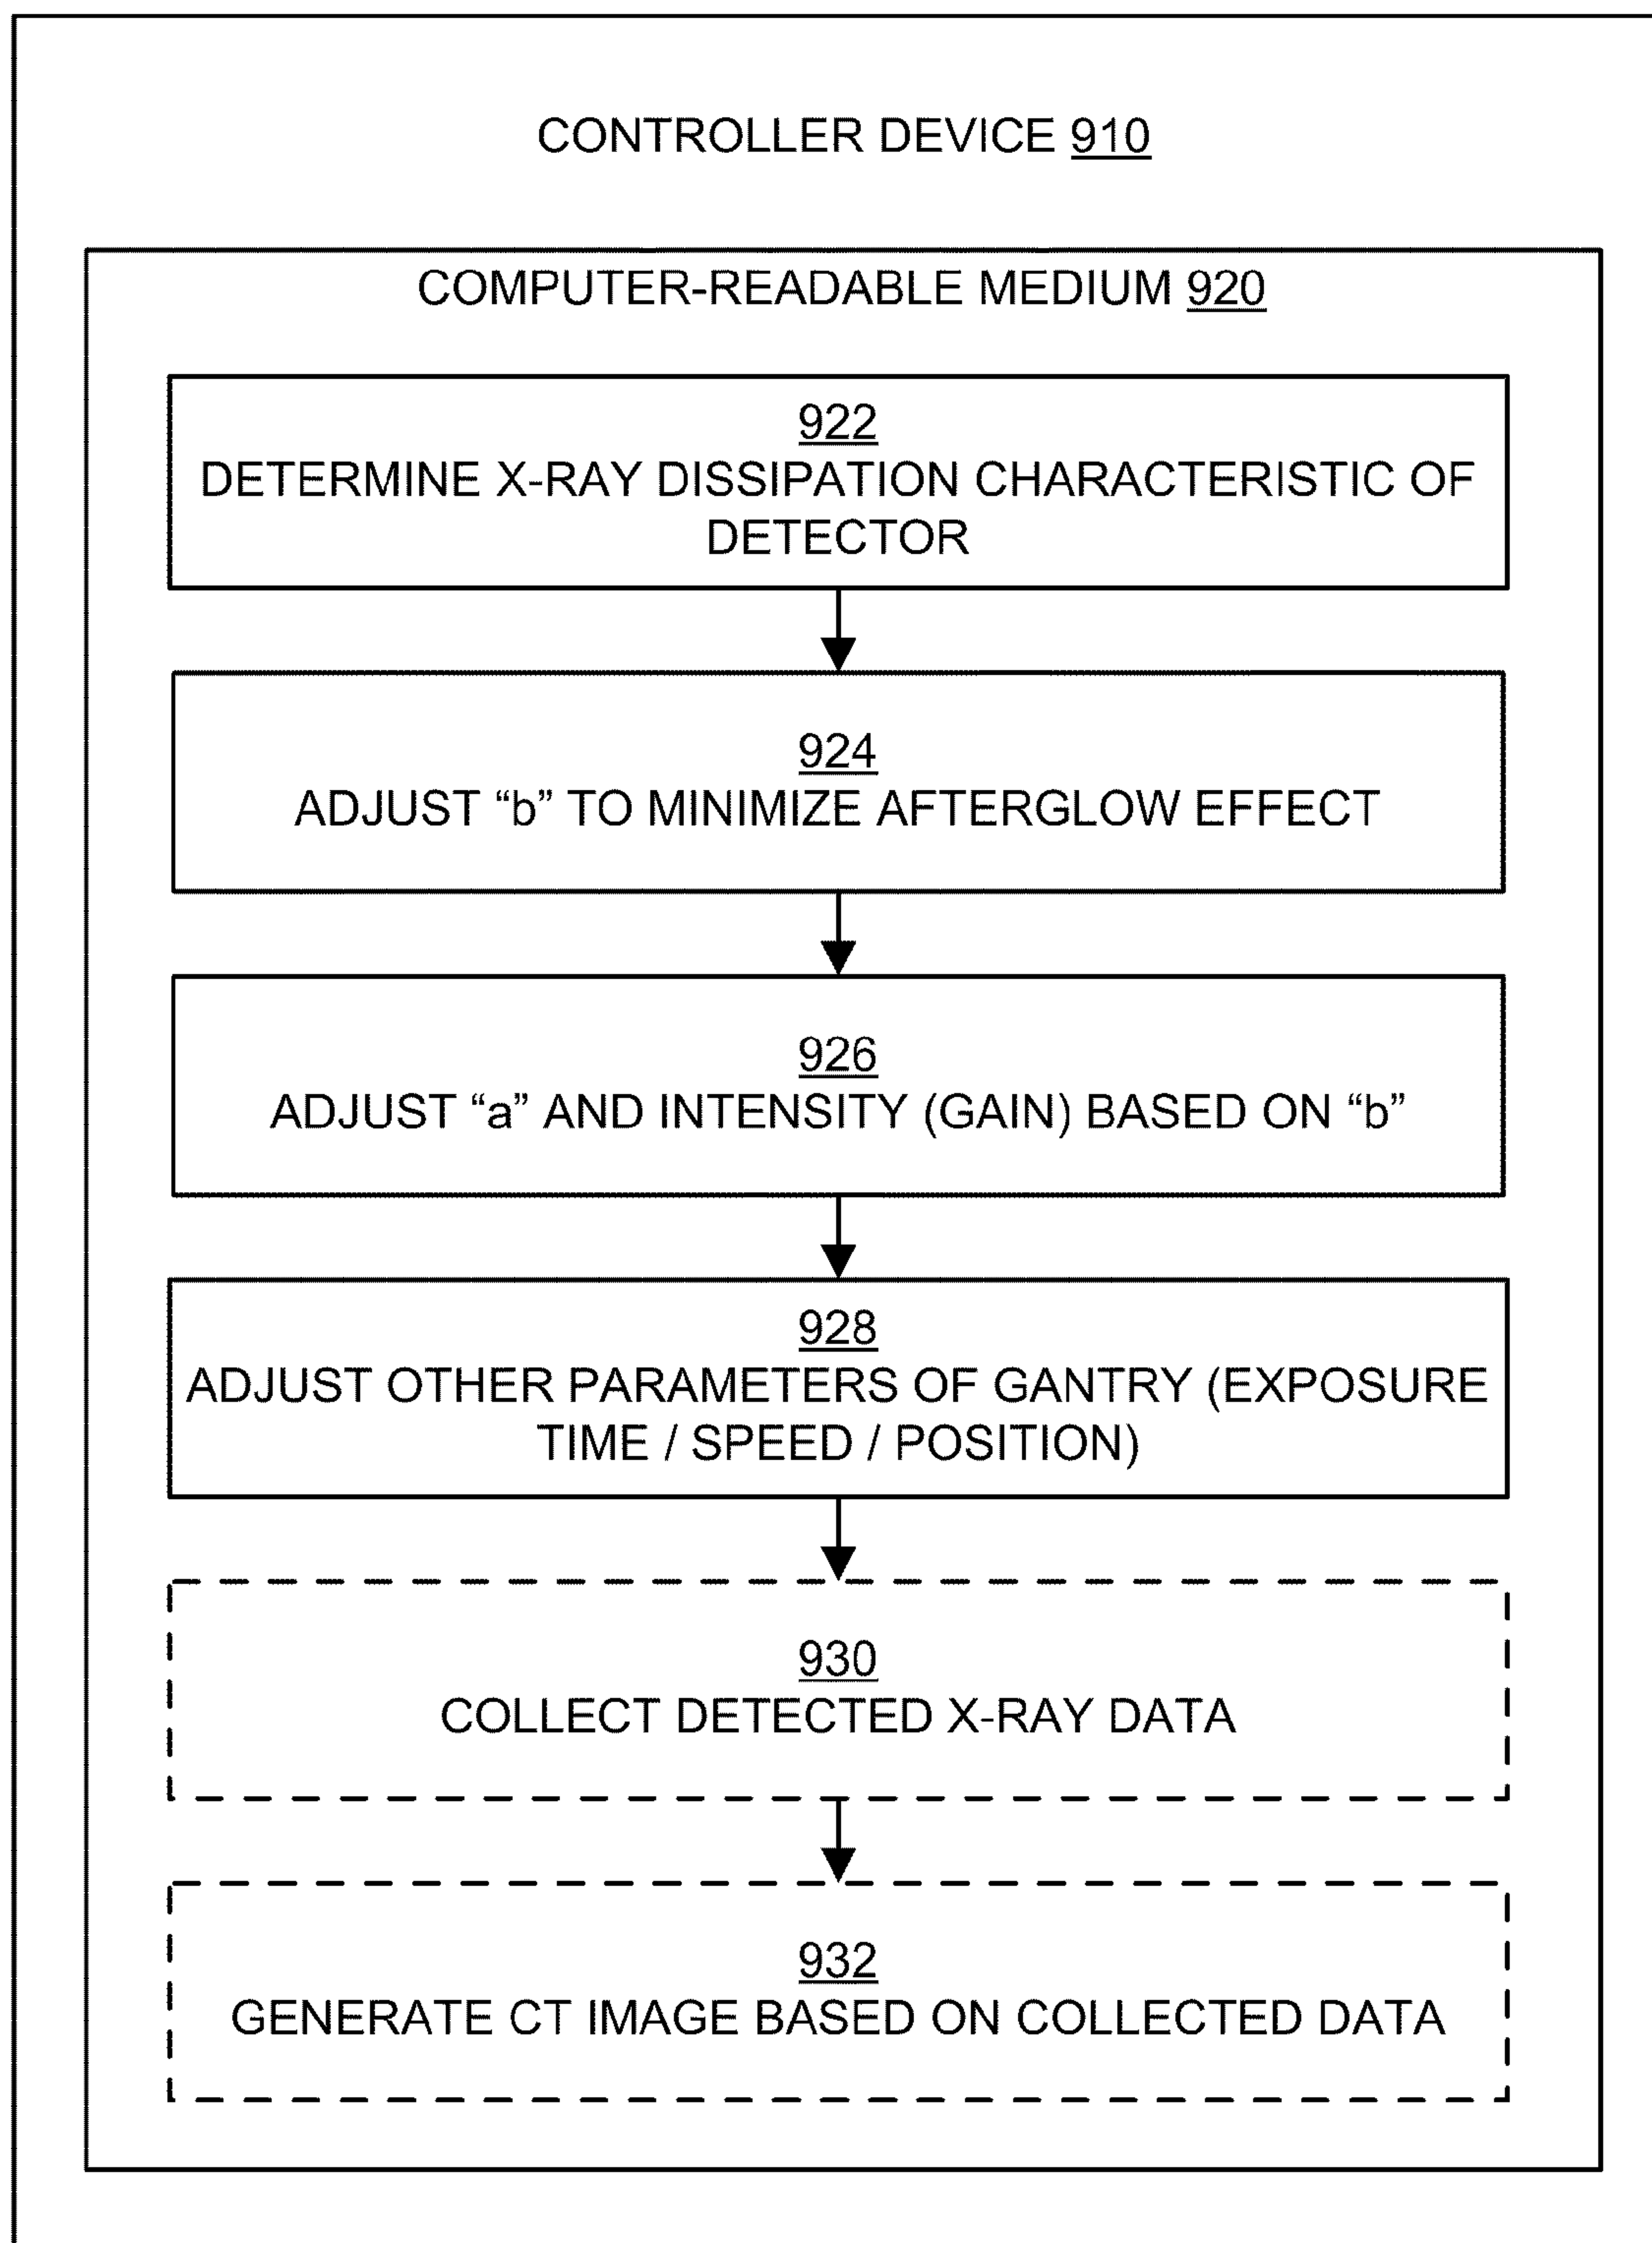 CONTROLLER DEVICE 910
COMPUTER-READABLE MEDIUM 920
922
DETERMINE X-RAY DISSIPATION CHARACTERISTIC OF
DETECTOR
924
ADJUST “b” TO MINIMIZE AFTERGLOW EFFECT
926
ADJUST “a” AND INTENSITY (GAIN) BASED ON “b”
928
ADJUST OTHER PARAMETERS OF GANTRY (EXPOSURE
TIME / SPEED / POSITION)
930
COLLECT DETECTED X-RAY DATA
932
GENERATE CT IMAGE BASED ON COLLECTED DATA